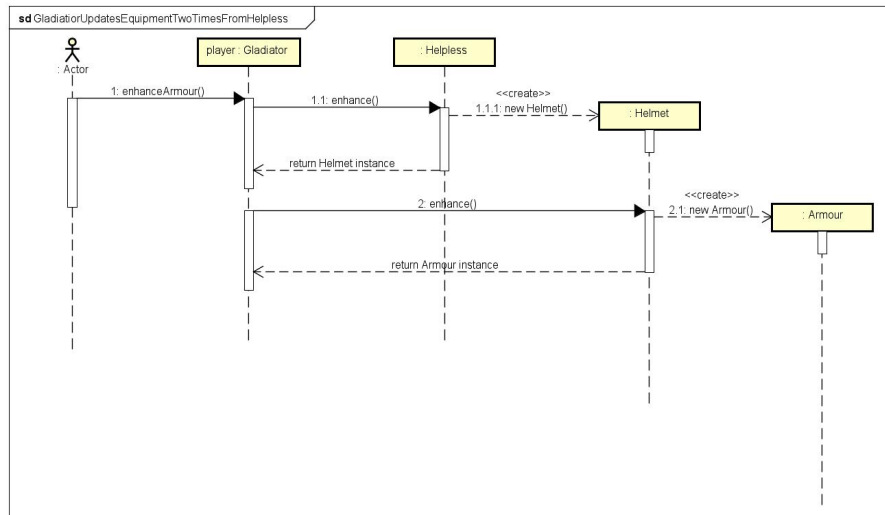 sd GladiatiorUpdatesEquipmentTwoTimesFromHelpless
player : Gladiator
: Helpless
: Actor
1: enhanceArmour()
1.1: enhance()
<<create>>
1.1.1: new Helmet()
: Helmet
return Helmet instance
<<create>>
2: enhance()
2.1: new Armour()
: Armour
return Armour instance